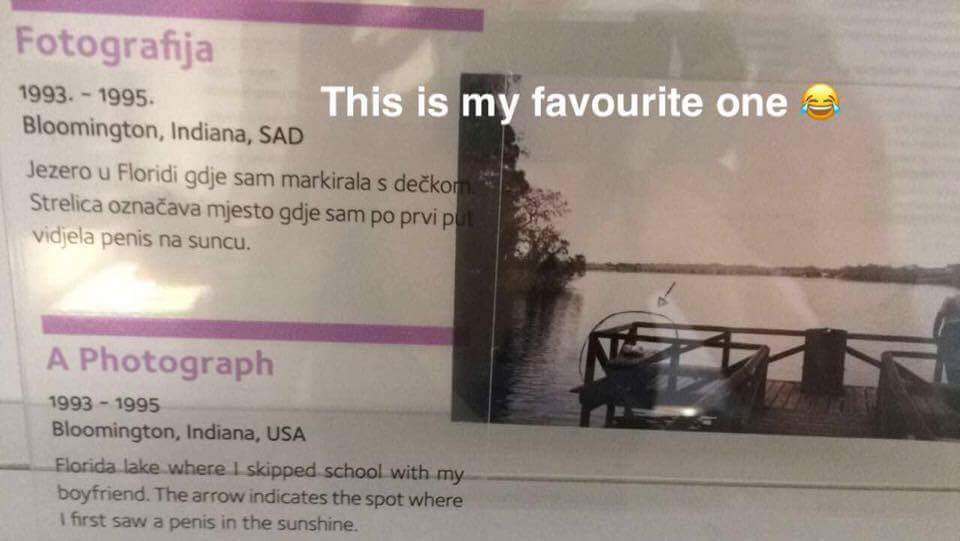 Fotografija
1993. – 1995.
Bloomington, Indiana, SAD
Jezero u Floridi gdje sam markirala s dečkom.
Strelica označava mjesto gdje sam po prvi put
vidjela penis na suncu.
This is my favourite one 😂
A Photograph
1993 – 1995
Bloomington, Indiana, USA
Florida lake where I skipped school with my
boyfriend. The arrow indicates the spot where
I first saw a penis in the sunshine.